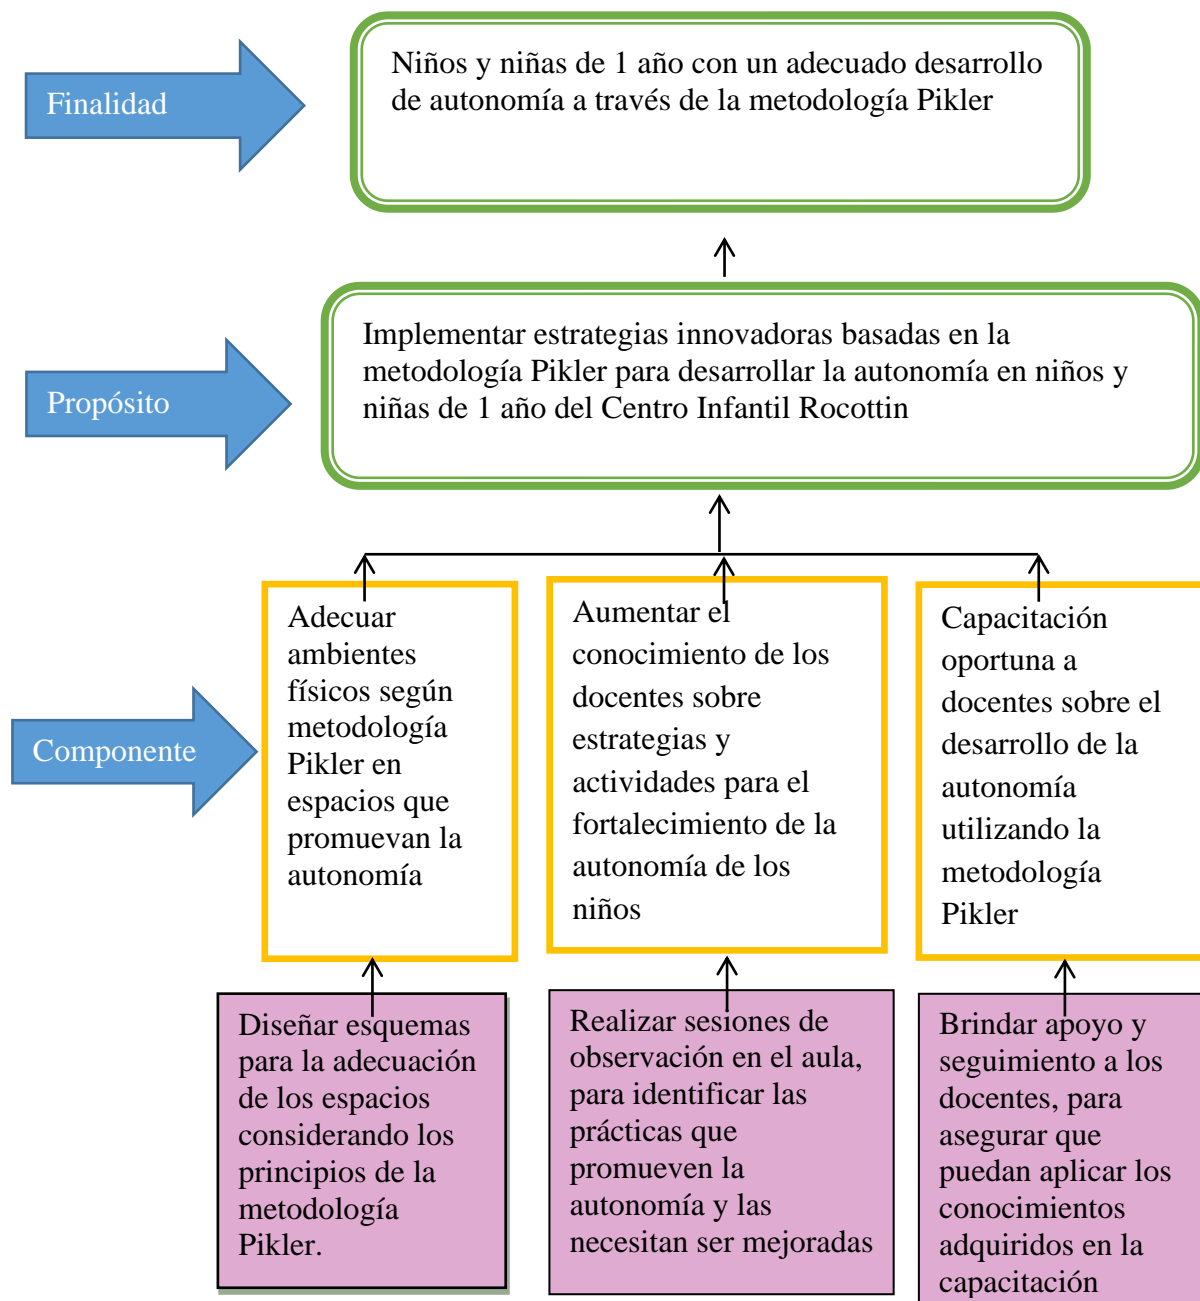 Finalidad
Niños y niñas de 1 año con un adecuado desarrollo
de autonomía a través de la metodología Pikler
Propósito
Implementar estrategias innovadoras basadas en la
metodología Pikler para desarrollar la autonomía en niños y
niñas de 1 año del Centro Infantil Rocottin
Componente
Adecuar
ambientes
físicos según
metodología
Pikler en
espacios que
promuevan la
autonomía
Aumentar el
conocimiento de los
docentes sobre
estrategias y
actividades para el
fortalecimiento de la
autonomía de los
niños
Capacitación
oportuna a
docentes sobre el
desarrollo de la
autonomía
utilizando la
metodología
Pikler
Diseñar esquemas
para la adecuación
de los espacios
considerando los
principios de la
metodología
Pikler.
Realizar sesiones de
observación en el aula,
para identificar las
prácticas que
promueven la
autonomía y las
necesitan ser mejoradas
Brindar apoyo y
seguimiento a los
docentes, para
asegurar que
puedan aplicar los
conocimientos
adquiridos en la
capacitación